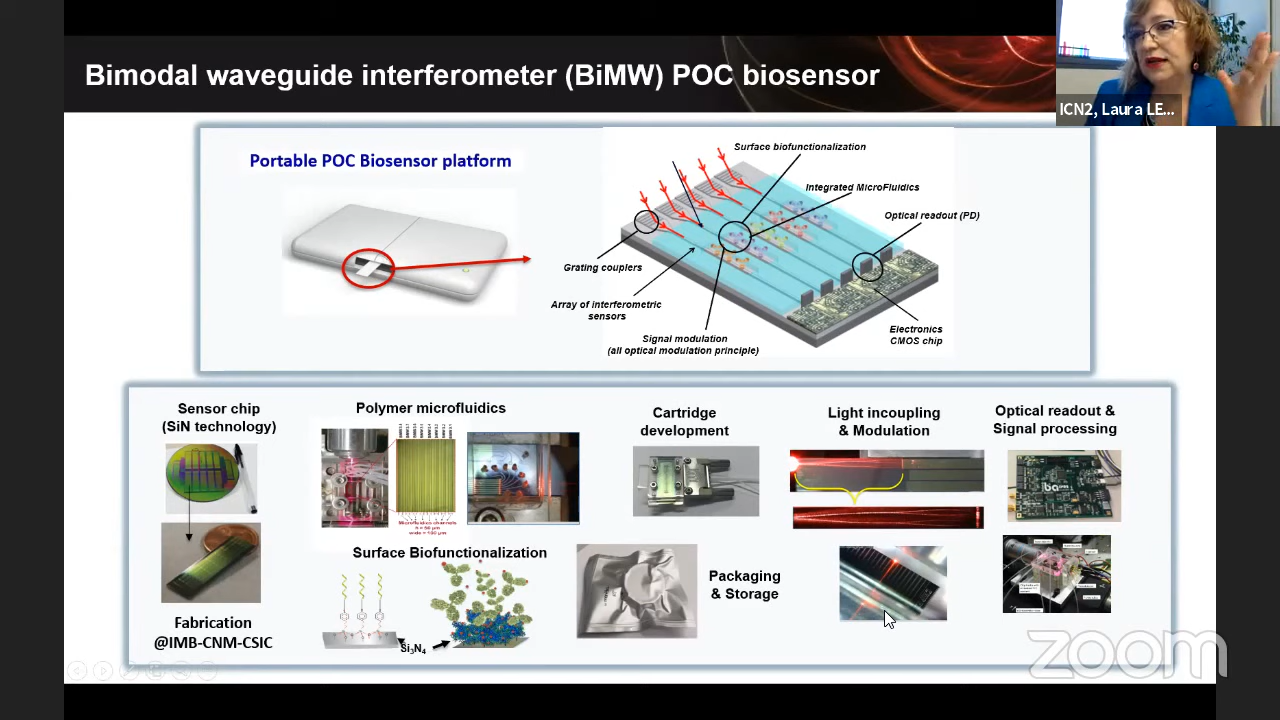 Bimodal waveguide interferometer (BiMW) POC biosensor
ICN2, Laura LE...
Portable POC Biosensor platform
Surface biofunctionalization
Integrated MicroFluidics
Optical readout (PD)
Grating couplers
Array of interferometric
sensors
Signal modulation
(all optical modulation principle)
Electronics
CMOS chip
Sensor chip
(SiN technology)
Polymer microfluidics
Cartridge
development
Light incoupling
& Modulation
Optical readout &
Signal processing
Microfluidics channels
Surface Biofunctionalization
Packaging
& Storage
Fabrication
@IMB-CNM-CSIC
Si₃N₄
zoom